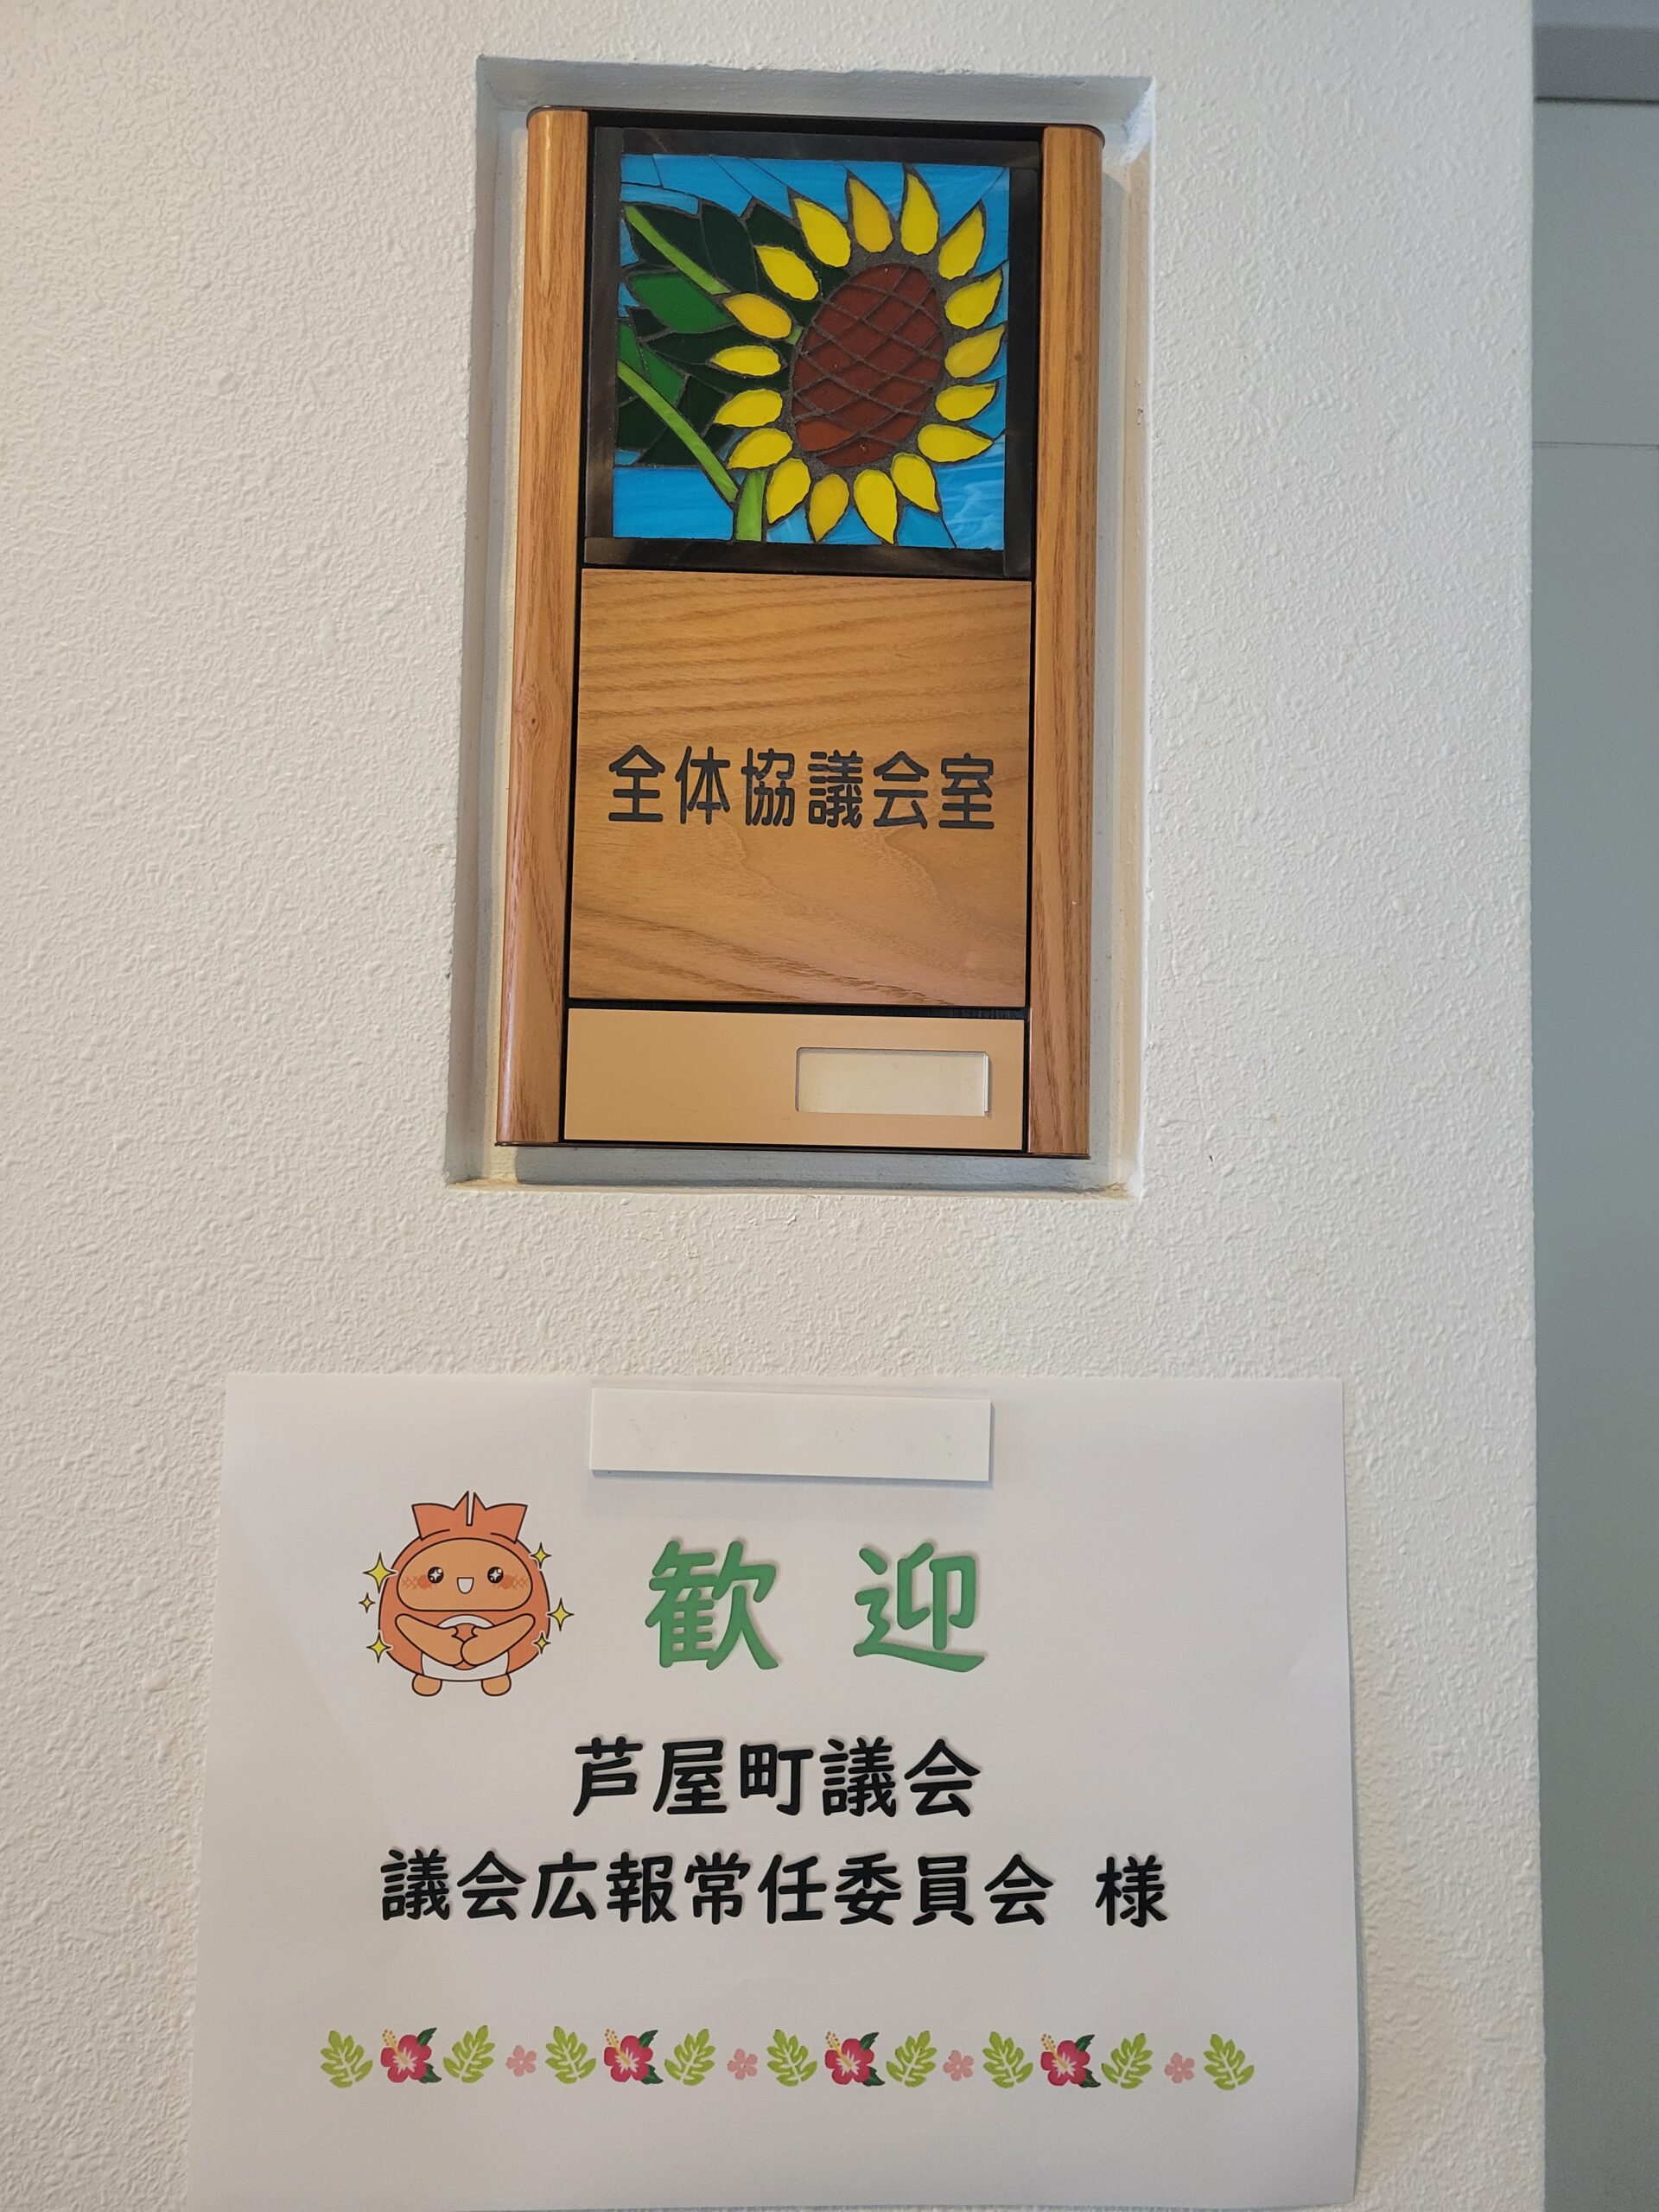 全体協議会室
歓 迎
芦屋町議会
議会広報常任委員会 様